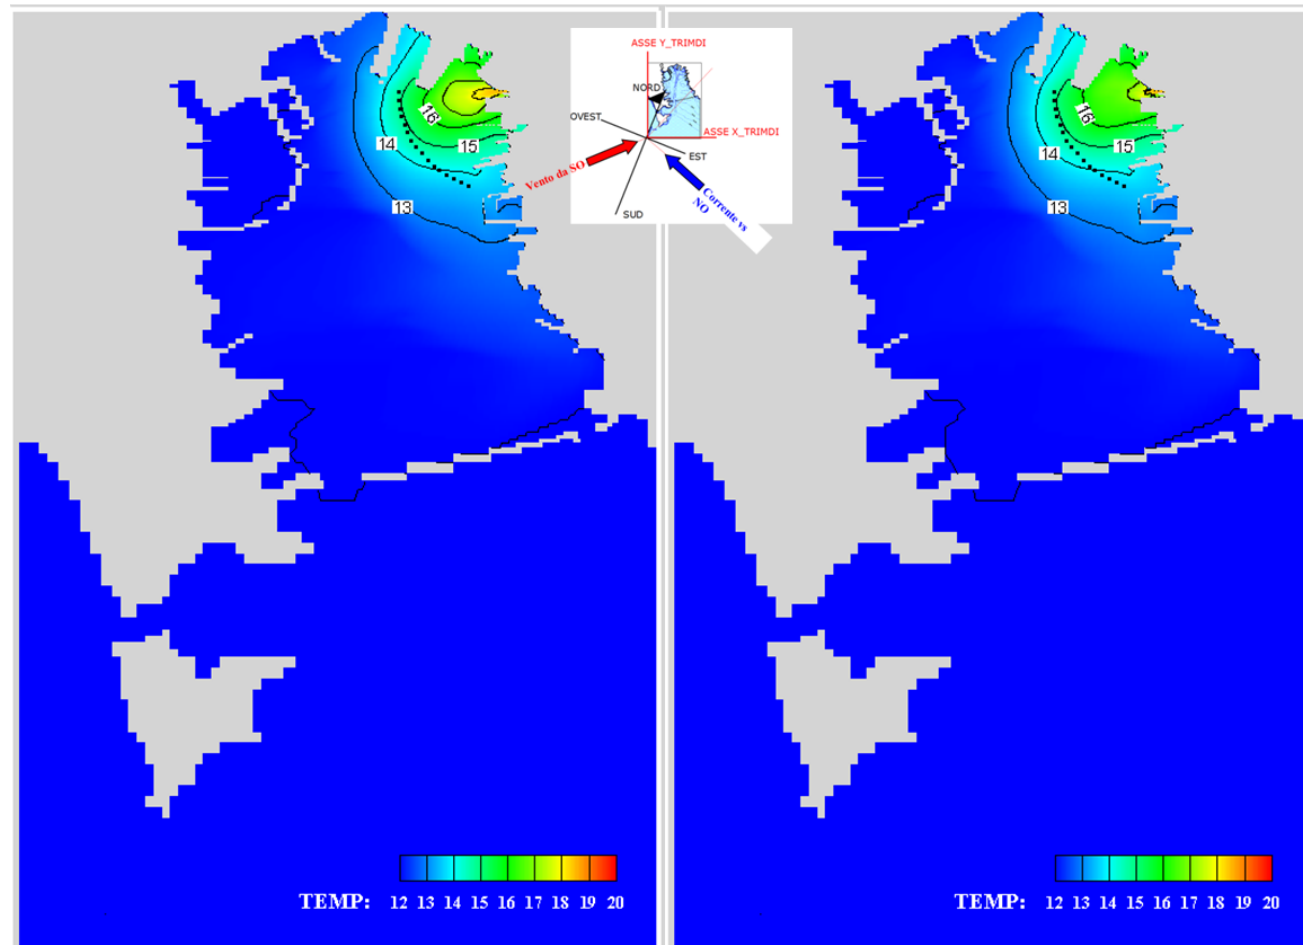 ASSE Y_TRIMDI
NORD
OVEST
ASSE X_TRIMDI
EST
SUD
Vento da SO
Corrente vs
NO
16
15
14
13
16
15
14
13
TEMP: 12 13 14 15 16 17 18 19 20
TEMP: 12 13 14 15 16 17 18 19 20